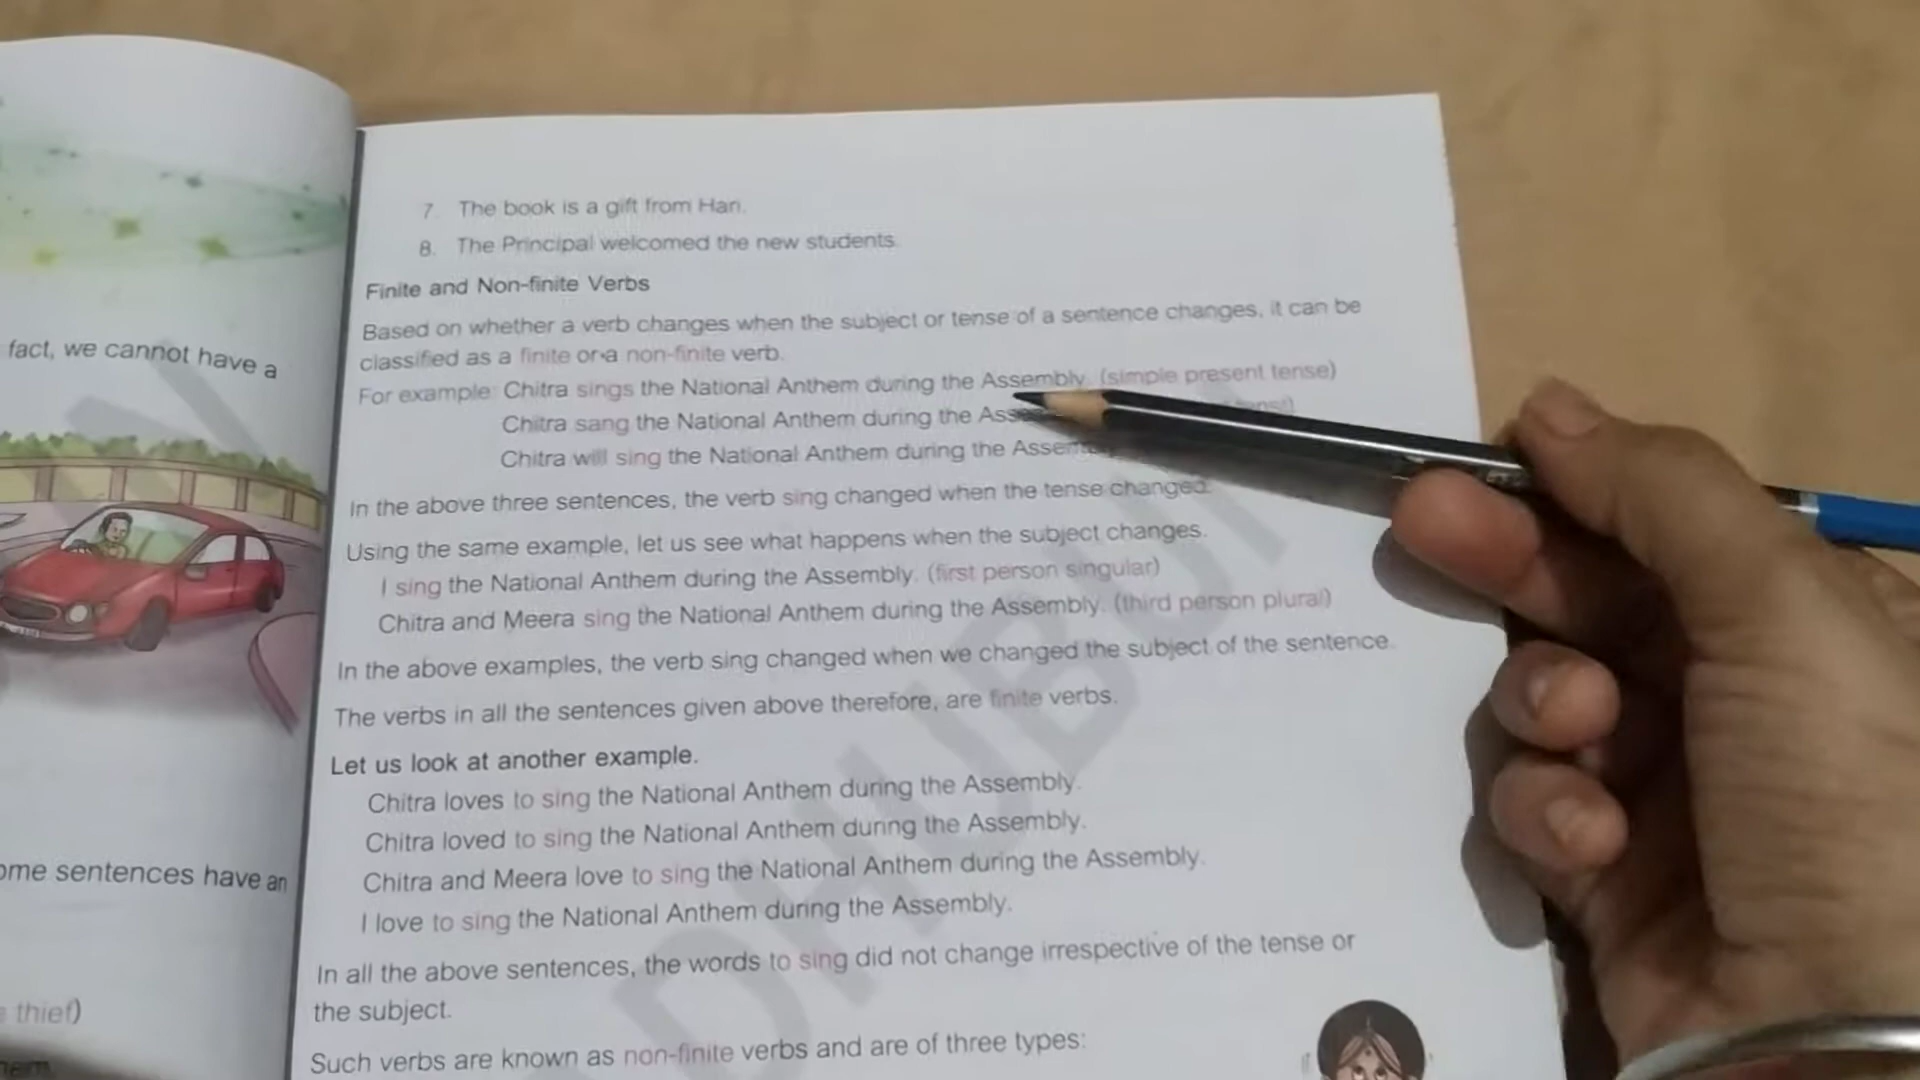 fact, we cannot have a
ome sentences have an
thief)
7. The book is a gift from Hari.
8. The Principal welcomed the new students.
Finite and Non-finite Verbs
Based on whether a verb changes when the subject or tense of a sentence changes, it can be
classified as a finite or a non-finite verb.
For example: Chitra sings the National Anthem during the Assembly. (simple present tense)
Chitra sang the National Anthem during the Ass
Chitra will sing the National Anthem during the Assem
In the above three sentences, the verb sing changed when the tense changed.
Using the same example, let us see what happens when the subject changes.
I sing the National Anthem during the Assembly. (first person singular)
Chitra and Meera sing the National Anthem during the Assembly. (third person plural)
In the above examples, the verb sing changed when we changed the subject of the sentence.
The verbs in all the sentences given above therefore, are finite verbs.
Let us look at another example.
Chitra loves to sing the National Anthem during the Assembly.
Chitra loved to sing the National Anthem during the Assembly.
Chitra and Meera love to sing the National Anthem during the Assembly.
I love to sing the National Anthem during the Assembly.
In all the above sentences, the words to sing did not change irrespective of the tense or
the subject.
Such verbs are known as non-finite verbs and are of three types: